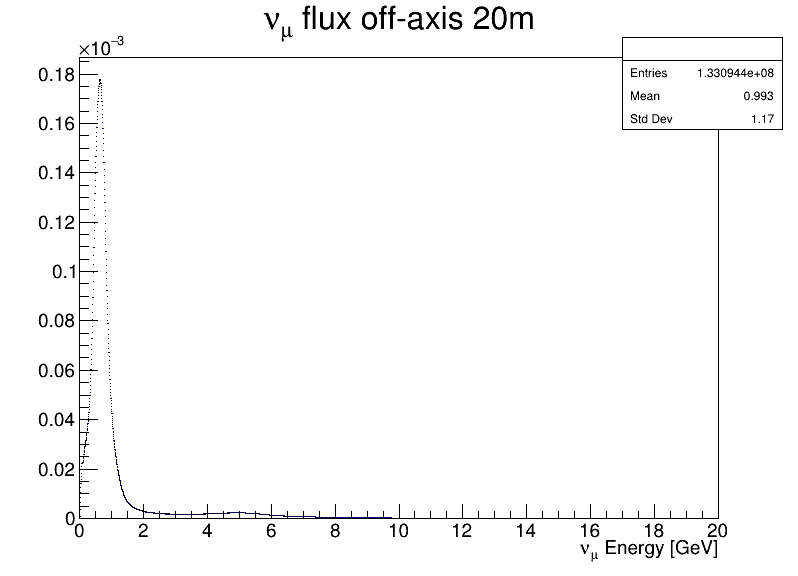 ν_μ flux off-axis 20m
×10⁻³
Entries 1.330944e+08
Mean 0.993
Std Dev 1.17
0.18
0.16
0.14
0.12
0.1
0.08
0.06
0.04
0.02
0
0 2 4 6 8 10 12 14 16 18 20
ν_μ Energy [GeV]